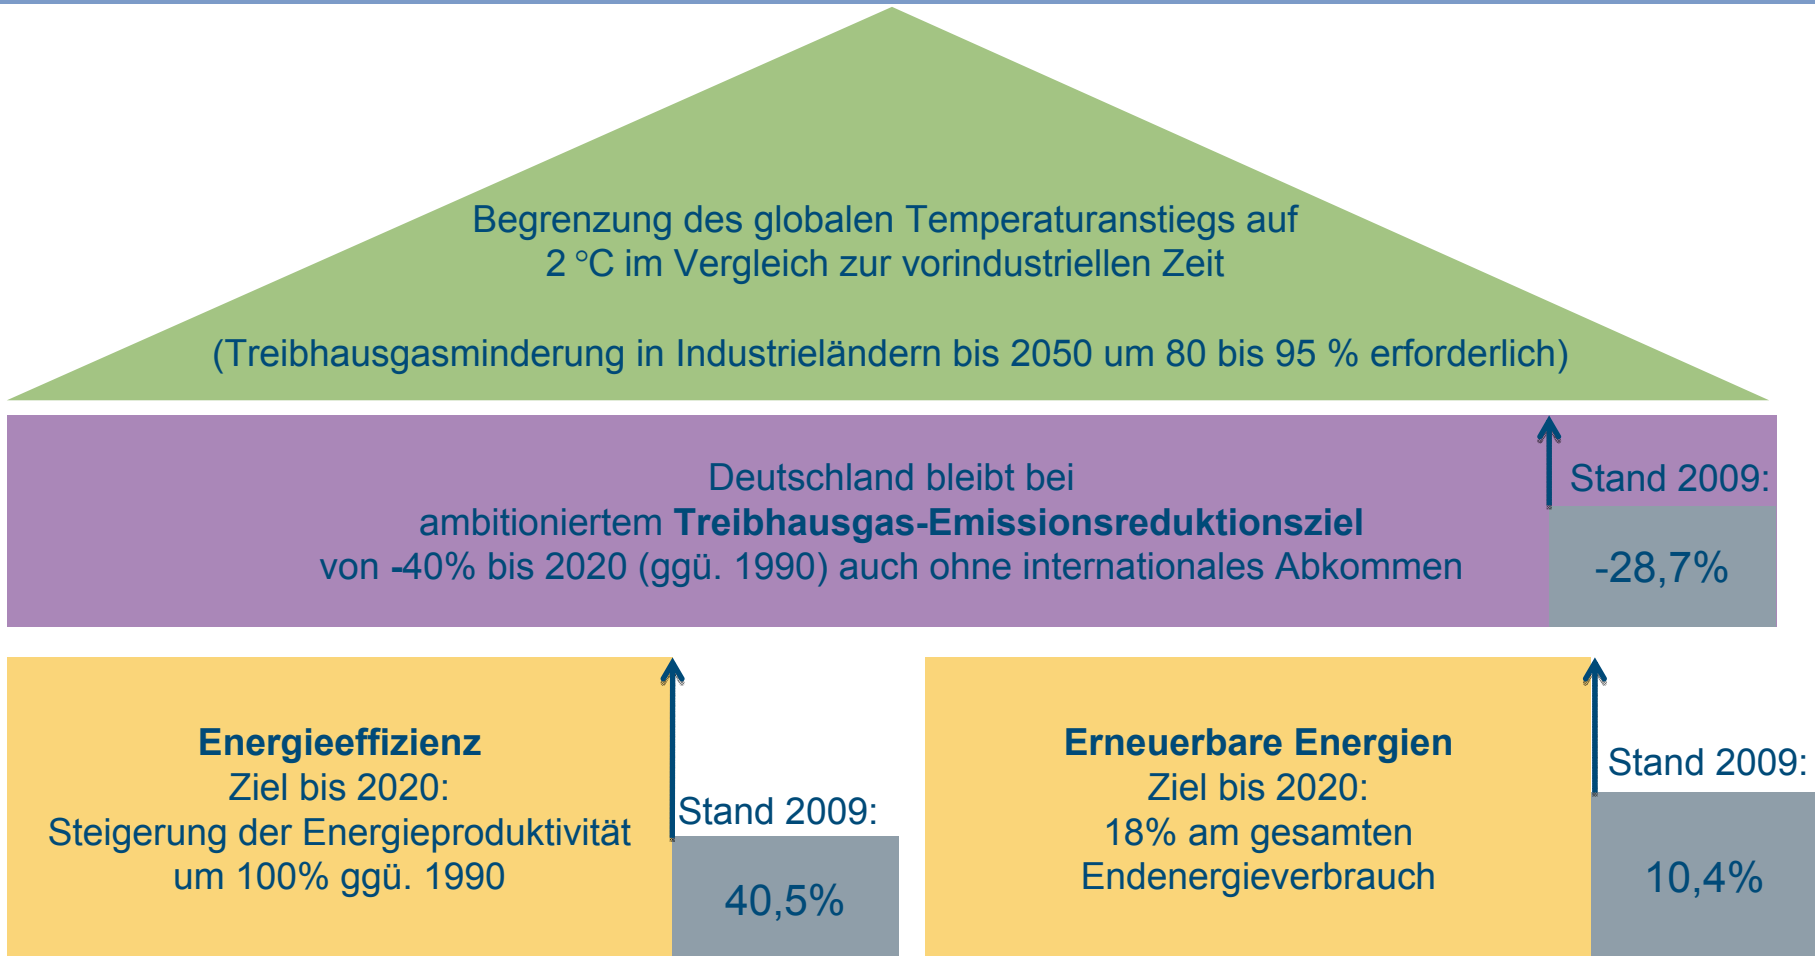 Begrenzung des globalen Temperaturanstiegs auf
2 °C im Vergleich zur vorindustriellen Zeit
(Treibhausgasminderung in Industrieländern bis 2050 um 80 bis 95 % erforderlich)
Deutschland bleibt bei
ambitioniertem Treibhausgas-Emissionsreduktionsziel
von -40% bis 2020 (ggü. 1990) auch ohne internationales Abkommen
Stand 2009:
-28,7%
Energieeffizienz
Ziel bis 2020:
Steigerung der Energieproduktivität
um 100% ggü. 1990
Stand 2009:
40,5%
Erneuerbare Energien
Ziel bis 2020:
18% am gesamten
Endenergieverbrauch
Stand 2009:
10,4%